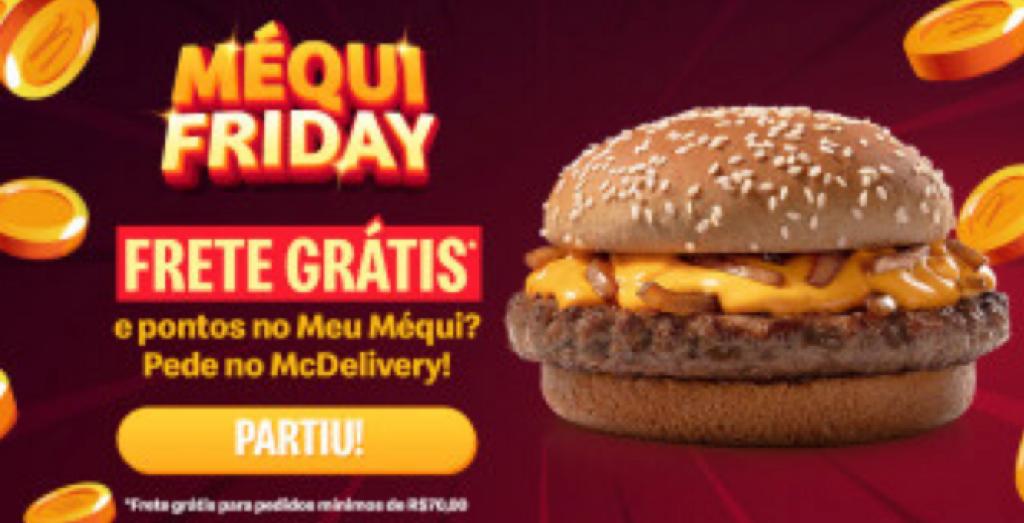 MÉQUI
FRIDAY
FRETE GRÁTIS*
e pontos no Meu Méqui?
Pede no McDelivery!
PARTIU!
*Frete grátis para pedidos mínimos de R$70,00